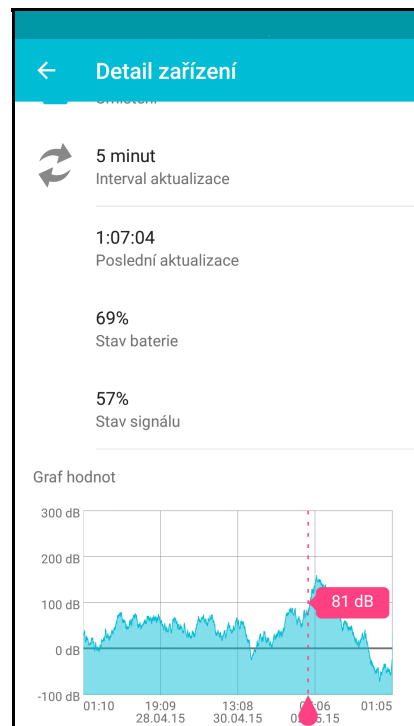 Detail zařízení
Umístění
5 minut
Interval aktualizace
1:07:04
Poslední aktualizace
69%
Stav baterie
57%
Stav signálu
Graf hodnot
300 dB
200 dB
100 dB
0 dB
-100 dB
81 dB
01:10 19:09 13:08 01:05
28.04.15 30.04.15